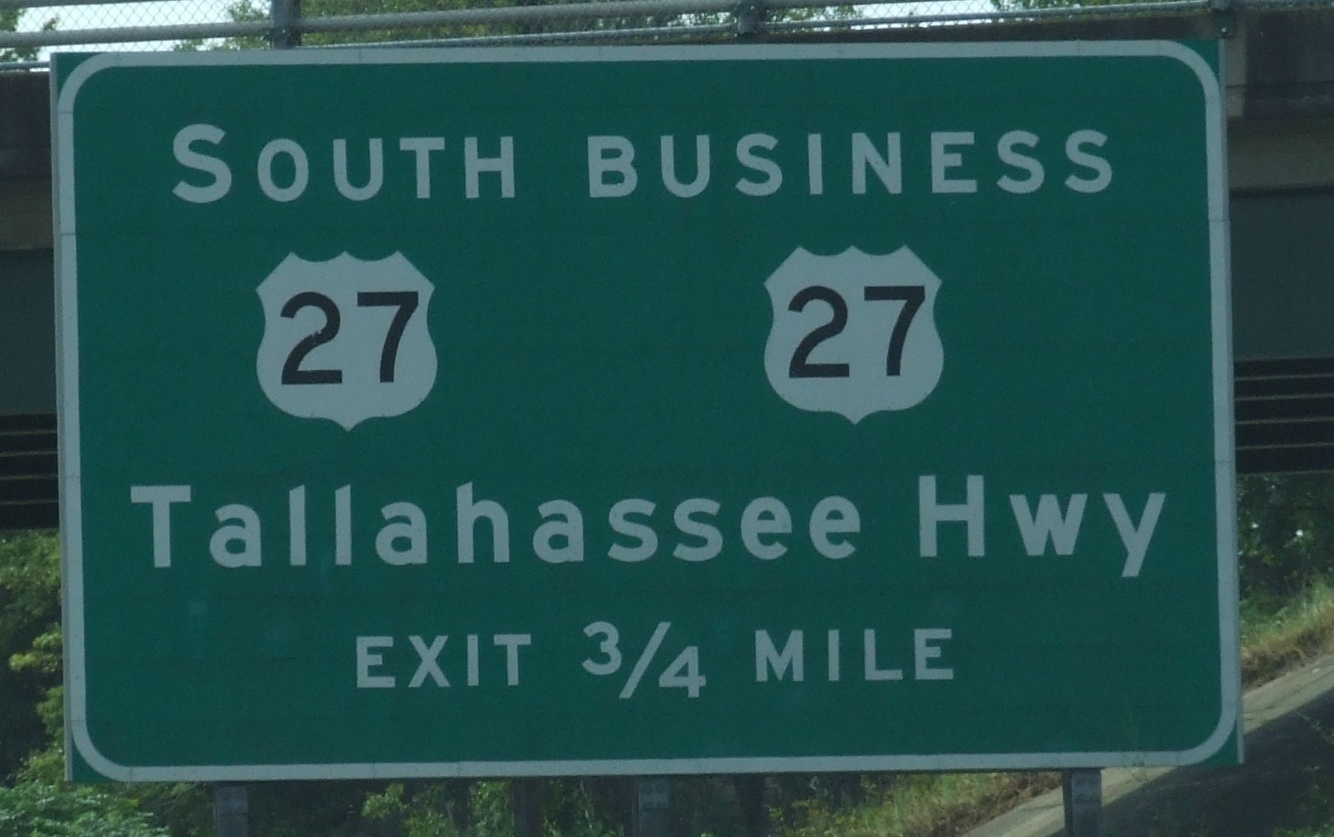 SOUTH BUSINESS
27 27
Tallahassee Hwy
EXIT 3/4 MILE